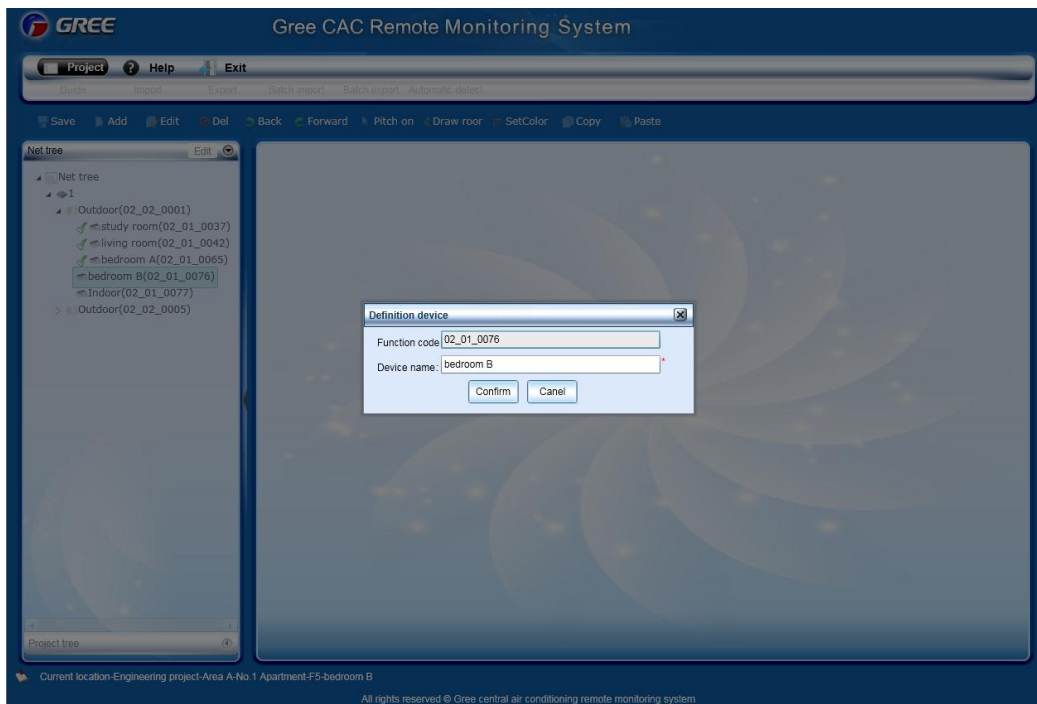 GREE
Gree CAC Remote Monitoring System
Project Help Exit
Guide Import Export Batch import Batch export Automatic detect
Save Add Edit Del Back Forward Pitch on Draw roor SetColor Copy Paste
Net tree Edit
Net tree
1
Outdoor(02_02_0001)
study room(02_01_0037)
living room(02_01_0042)
bedroom A(02_01_0065)
bedroom B(02_01_0076)
Indoor(02_01_0077)
Outdoor(02_02_0005)
Definition device
Function code 02_01_0076
Device name: bedroom B *
Confirm Canel
Project tree
Current location-Engineering project-Area A-No.1 Apartment-F5-bedroom B
All rights reserved © Gree central air conditioning remote monitoring system